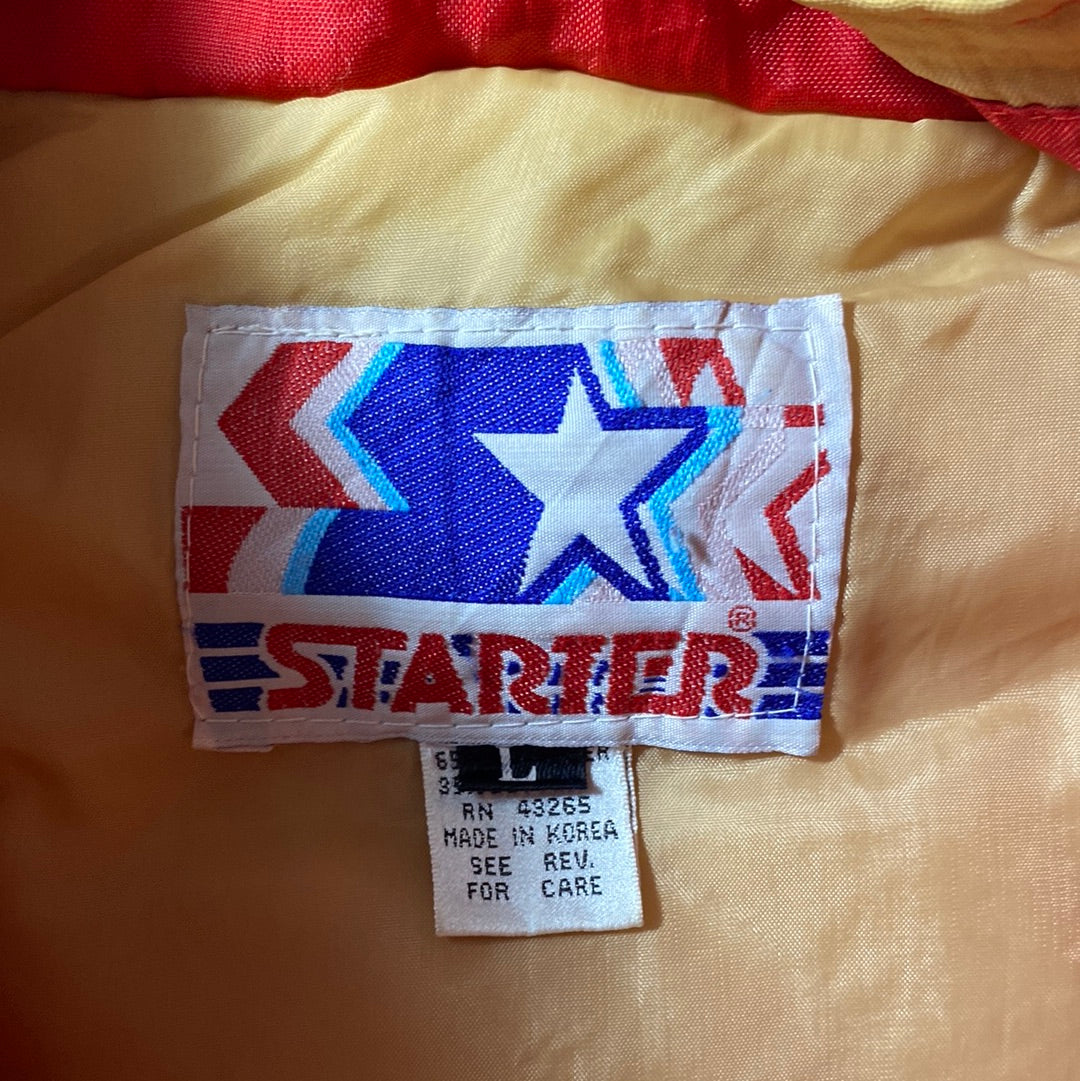 STARTER®
L
RN 43265
MADE IN KOREA
SEE REV.
FOR CARE